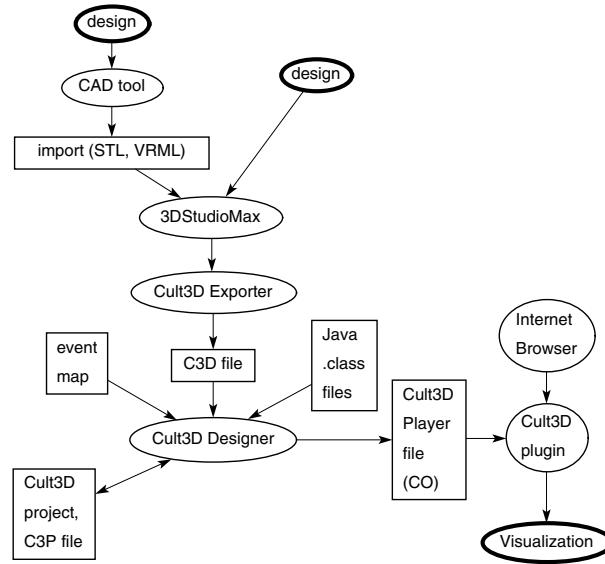 design
CAD tool
import (STL, VRML)
design
3DStudioMax
Cult3D Exporter
C3D file
event
map
Java
.class
files
Cult3D Designer
Cult3D
project,
C3P file
Cult3D
Player
file
(CO)
Internet
Browser
Cult3D
plugin
Visualization